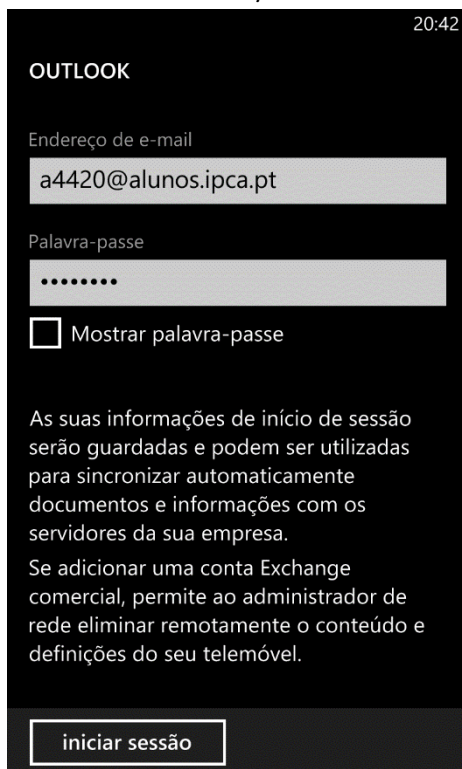 20:42
OUTLOOK
Endereço de e-mail
a4420@alunos.ipca.pt
Palavra-passe
••••••••
Mostrar palavra-passe
As suas informações de início de sessão
serão guardadas e podem ser utilizadas
para sincronizar automaticamente
documentos e informações com os
servidores da sua empresa.
Se adicionar uma conta Exchange
comercial, permite ao administrador de
rede eliminar remotamente o conteúdo e
definições do seu telemóvel.
iniciar sessão